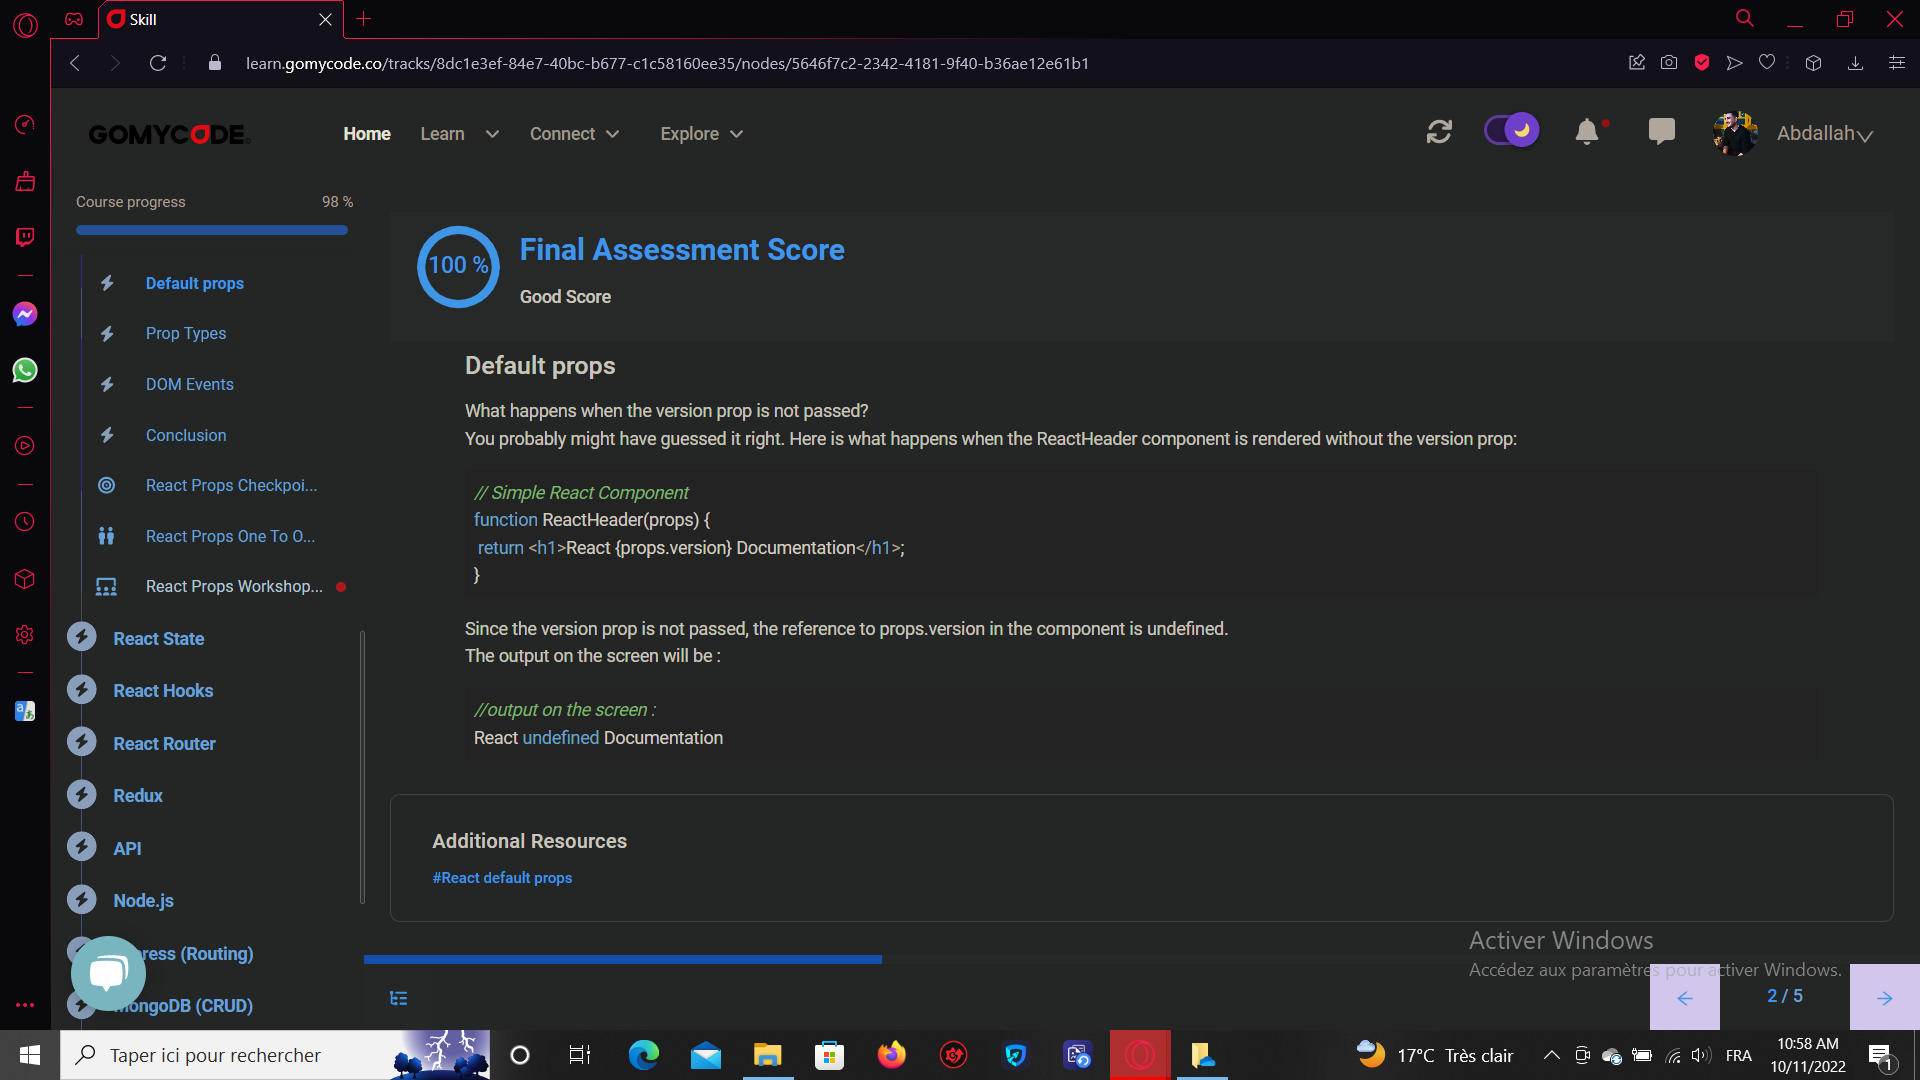 Skill
learn.gomycode.co/tracks/8dc1e3ef-84e7-40bc-b677-c1c58160ee35/nodes/5646f7c2-2342-4181-9f40-b36ae12e61b1
GOMYCODE
Home
Learn
Connect
Explore
Abdallah
Course progress
98 %
Default props
Prop Types
DOM Events
Conclusion
React Props Checkpoi...
React Props One To O...
React Props Workshop...
React State
React Hooks
React Router
Redux
API
Node.js
ress (Routing)
ongoDB (CRUD)
100 %
Final Assessment Score
Good Score
Default props
What happens when the version prop is not passed?
You probably might have guessed it right. Here is what happens when the ReactHeader component is rendered without the version prop:
// Simple React Component
function ReactHeader(props) {
return <h1>React {props.version} Documentation</h1>;
}
Since the version prop is not passed, the reference to props.version in the component is undefined.
The output on the screen will be :
//output on the screen :
React undefined Documentation
Additional Resources
#React default props
Activer Windows
Accédez aux paramètres pour activer Windows.
2 / 5
Taper ici pour rechercher
17°C Très clair
FRA
10:58 AM
10/11/2022
1